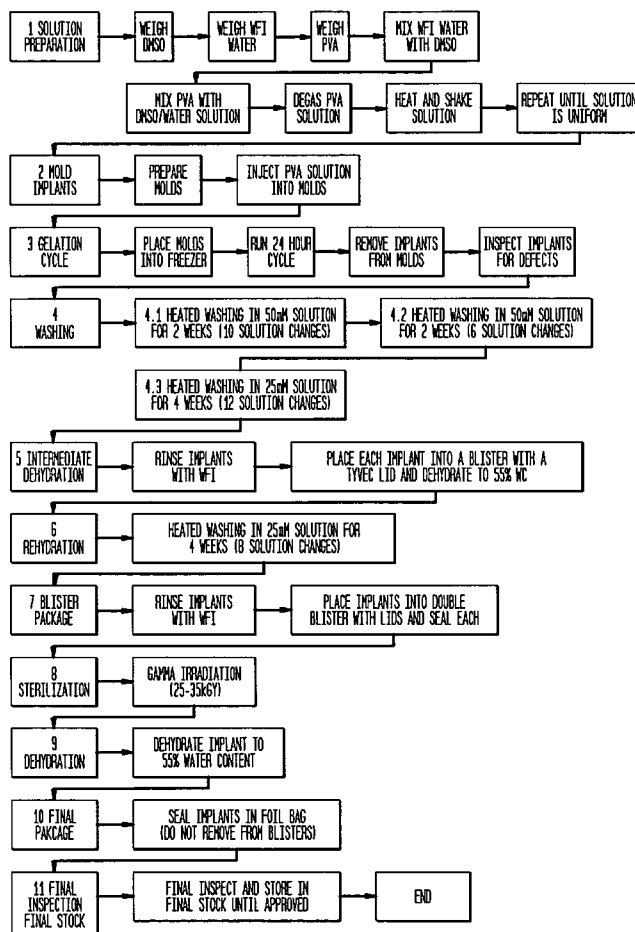 1 SOLUTION
PREPARATION
WEIGH
DMSO
WEIGH WFI
WATER
WEIGH
PVA
MIX WFI WATER
WITH DMSO
MIX PVA WITH
DMSO/WATER SOLUTION
DEGAS PVA
SOLUTION
HEAT AND SHAKE
SOLUTION
REPEAT UNTIL SOLUTION
IS UNIFORM
2 MOLD
IMPLANTS
PREPARE
MOLDS
INJECT PVA SOLUTION
INTO MOLDS
3 GELATION
CYCLE
PLACE MOLDS
INTO FREEZER
RUN 24 HOUR
CYCLE
REMOVE IMPLANTS
FROM MOLDS
INSPECT IMPLANTS
FOR DEFECTS
4
WASHING
4.1 HEATED WASHING IN 50mM SOLUTION
FOR 2 WEEKS (10 SOLUTION CHANGES)
4.2 HEATED WASHING IN 50mM SOLUTION
FOR 2 WEEKS (6 SOLUTION CHANGES)
4.3 HEATED WASHING IN 25mM SOLUTION
FOR 4 WEEKS (12 SOLUTION CHANGES)
5 INTERMEDIATE
DEHYDRATION
RINSE IMPLANTS
WITH WFI
PLACE EACH IMPLANT INTO A BLISTER WITH A
TYVEC LID AND DEHYDRATE TO 55% WC
6
REHYDRATION
HEATED WASHING IN 25mM SOLUTION FOR
4 WEEKS (8 SOLUTION CHANGES)
7 BLISTER
PACKAGE
RINSE IMPLANTS
WITH WFI
PLACE IMPLANTS INTO DOUBLE
BLISTER WITH LIDS AND SEAL EACH
8
STERILIZATION
GAMMA IRRADIATION
(25-35kGY)
9
DEHYDRATION
DEHYDRATE IMPLANT TO
55% WATER CONTENT
10 FINAL
PAKCAGE
SEAL IMPLANTS IN FOIL BAG
(DO NOT REMOVE FROM BLISTERS)
11 FINAL
INSPECTION
FINAL STOCK
FINAL INSPECT AND STORE IN
FINAL STOCK UNTIL APPROVED
END